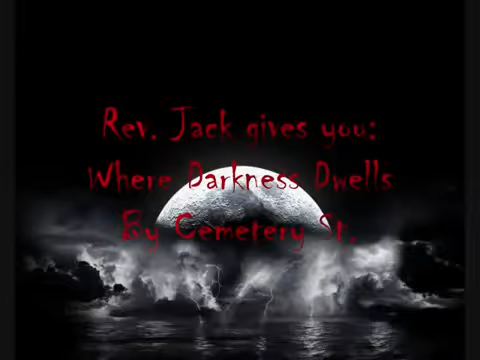 Rev. Jack gives you:
Where Darkness Dwells
By Cemetery St.